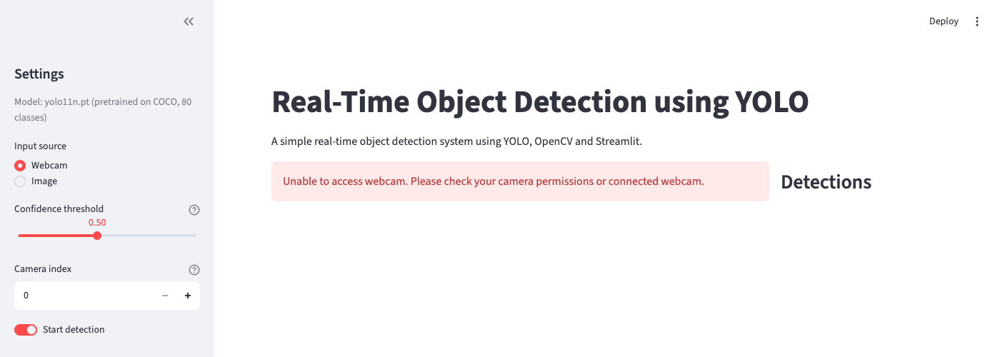 Deploy
Settings
Model: yolo11n.pt (pretrained on COCO, 80
classes)
Input source
Webcam
Image
Confidence threshold
0.50
Camera index
0
Start detection
Real-Time Object Detection using YOLO
A simple real-time object detection system using YOLO, OpenCV and Streamlit.
Unable to access webcam. Please check your camera permissions or connected webcam.
Detections